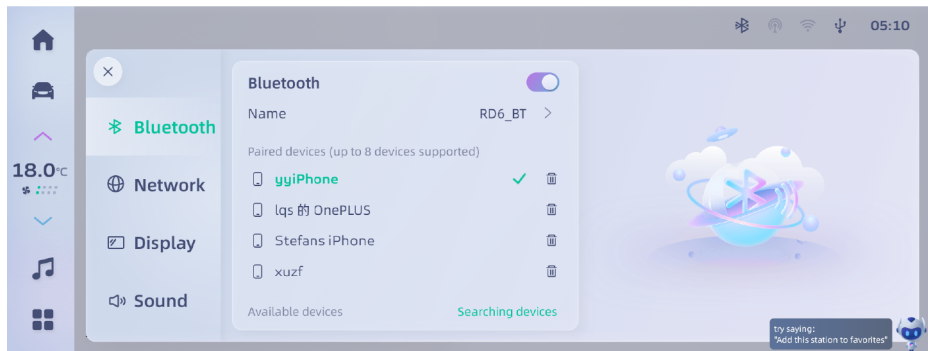 05:10
18.0°C
Bluetooth
Network
Display
Sound
Bluetooth
Name RD6_BT
Paired devices (up to 8 devices supported)
yyiPhone
lqs 的 OnePLUS
Stefans iPhone
xuzf
Available devices Searching devices
try saying:
"Add this station to favorites"